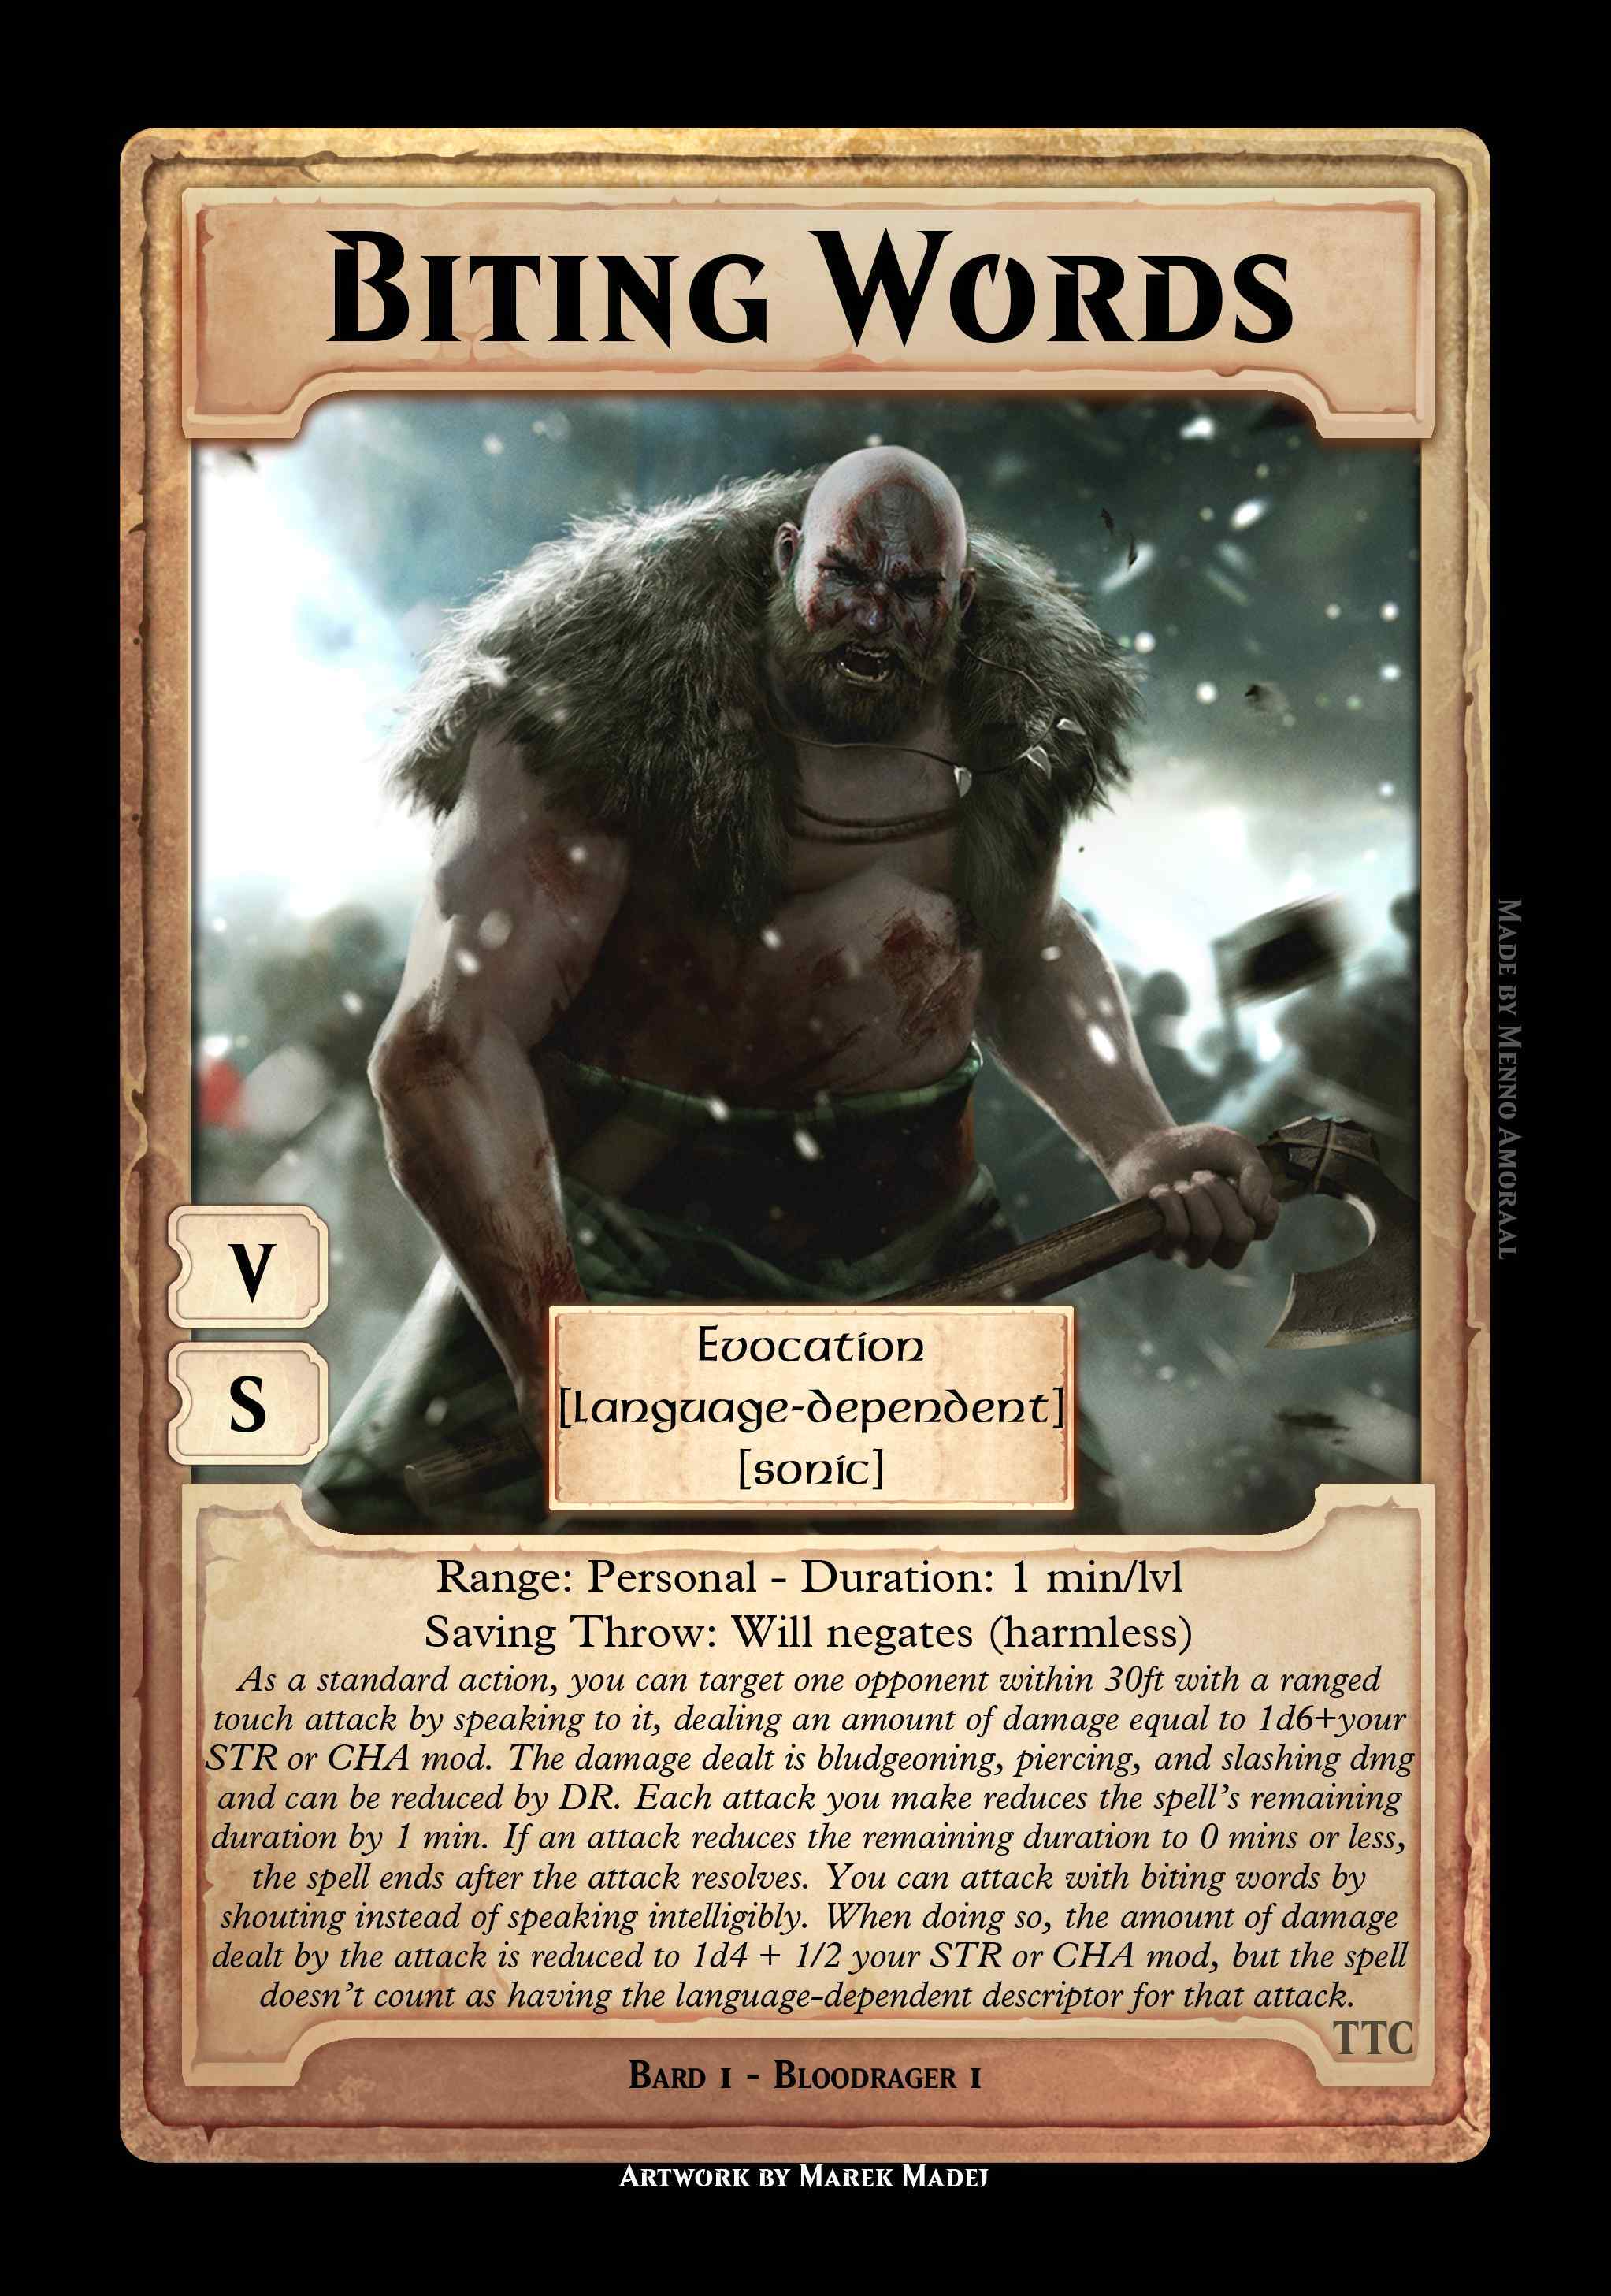 Biting Words
V
S
Evocation
[language-dependent]
[sonic]
Range: Personal - Duration: 1 min/lvl
Saving Throw: Will negates (harmless)
As a standard action, you can target one opponent within 30ft with a ranged
touch attack by speaking to it, dealing an amount of damage equal to 1d6+your
STR or CHA mod. The damage dealt is bludgeoning, piercing, and slashing dmg
and can be reduced by DR. Each attack you make reduces the spell's remaining
duration by 1 min. If an attack reduces the remaining duration to 0 mins or less,
the spell ends after the attack resolves. You can attack with biting words by
shouting instead of speaking intelligibly. When doing so, the amount of damage
dealt by the attack is reduced to 1d4 + 1/2 your STR or CHA mod, but the spell
doesn't count as having the language-dependent descriptor for that attack.
TTC
Bard 1 - Bloodrager 1
Artwork by Marek Madej
Made by Menno Amoraal